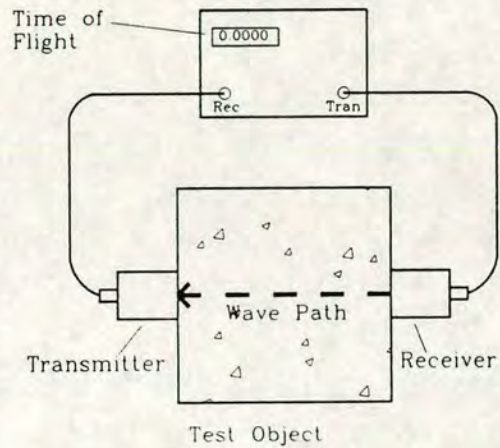 Time of
Flight
0.0000
Rec
Tran
Wave Path
Transmitter
Receiver
Test Object